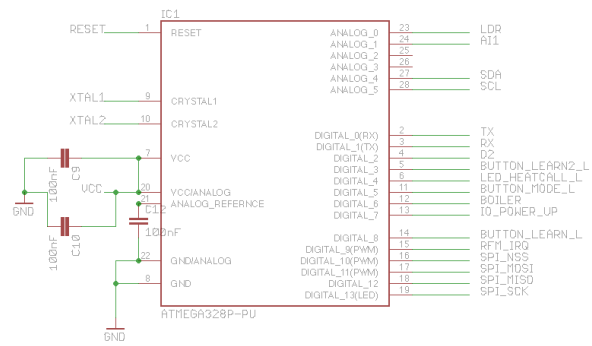 IC1
RESET 1 RESET ANALOG_0 23 LDR
ANALOG_1 24 AI1
ANALOG_2 25
ANALOG_3 26
ANALOG_4 27 SDA
XTAL1 9 CRYSTAL1 ANALOG_5 28 SCL
XTAL2 10 CRYSTAL2
DIGITAL_0(RX) 2 TX
DIGITAL_1(TX) 3 RX
7 VCC DIGITAL_2 4 D2
100nF C9 DIGITAL_3 5 BUTTON_LEARN2_L
DIGITAL_4 6 LED_HEATCALL_L
VCC 20 VCC/ANALOG DIGITAL_5 11 BUTTON_MODE_L
21 ANALOG_REFERNCE DIGITAL_6 12 BOILER
GND C12 DIGITAL_7 13 IO_POWER_UP
100nF
100nF C10 DIGITAL_8 14 BUTTON_LEARN_L
DIGITAL_9(PWM) 15 RFM_IRQ
22 GND/ANALOG DIGITAL_10(PWM) 16 SPI_NSS
DIGITAL_11(PWM) 17 SPI_MOSI
8 GND DIGITAL_12 18 SPI_MISO
DIGITAL_13(LED) 19 SPI_SCK
ATMEGA328P-PU
GND